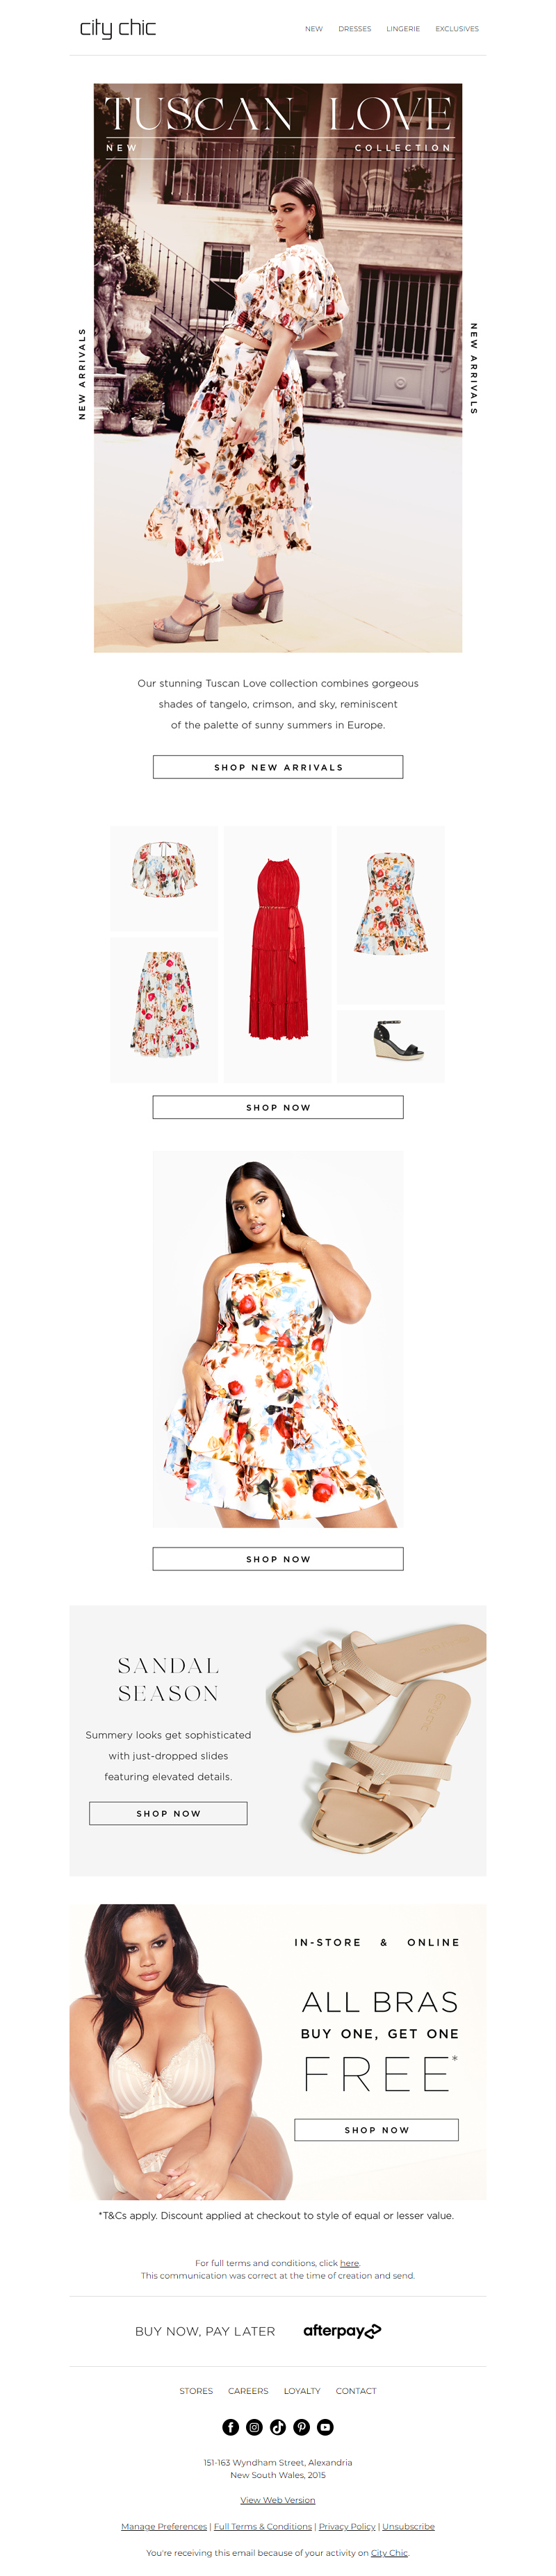 city chic
NEW DRESSES LINGERIE EXCLUSIVES
TUSCAN LOVE
NEW COLLECTION
NEW ARRIVALS
NEW ARRIVALS
Our stunning Tuscan Love collection combines gorgeous
shades of tangelo, crimson, and sky, reminiscent
of the palette of sunny summers in Europe.
SHOP NEW ARRIVALS
SHOP NOW
SHOP NOW
SANDAL
SEASON
Summery looks get sophisticated
with just-dropped slides
featuring elevated details.
SHOP NOW
IN-STORE & ONLINE
ALL BRAS
BUY ONE, GET ONE
FREE*
SHOP NOW
*T&Cs apply. Discount applied at checkout to style of equal or lesser value.
For full terms and conditions, click here.
This communication was correct at the time of creation and send.
BUY NOW, PAY LATER afterpay
STORES CAREERS LOYALTY CONTACT
151-163 Wyndham Street, Alexandria
New South Wales, 2015
View Web Version
Manage Preferences | Full Terms & Conditions | Privacy Policy | Unsubscribe
You're receiving this email because of your activity on City Chic.